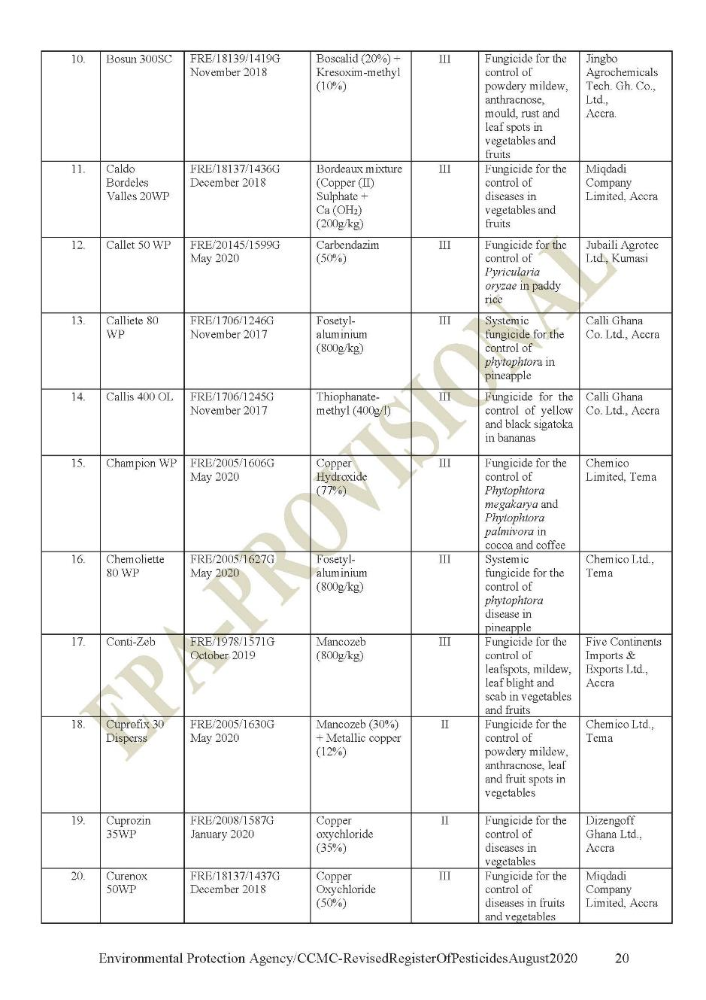 10.
Bosun 300SC
FRE/18139/1419G
November 2018
Boscalid (20%) +
Kresoxim-methyl
(10%)
III
Fungicide for the
control of
powdery mildew,
anthracnose,
mould, rust and
leaf spots in
vegetables and
fruits
Jingbo
Agrochemicals
Tech. Gh. Co.,
Ltd.,
Accra.
11.
Caldo
Bordeles
Valles 20WP
FRE/18137/1436G
December 2018
Bordeaux mixture
(Copper (II)
Sulphate +
Ca (OH₂)
(200g/kg)
III
Fungicide for the
control of
diseases in
vegetables and
fruits
Miqdadi
Company
Limited, Accra
12.
Callet 50 WP
FRE/20145/1599G
May 2020
Carbendazim
(50%)
III
Fungicide for the
control of
Pyricularia
oryzae in paddy
rice
Jubaili Agrotec
Ltd., Kumasi
13.
Calliete 80
WP
FRE/1706/1246G
November 2017
Fosetyl-
aluminium
(800g/kg)
III
Systemic
fungicide for the
control of
phytophtora in
pineapple
Calli Ghana
Co. Ltd., Accra
14.
Callis 400 OL
FRE/1706/1245G
November 2017
Thiophanate-
methyl (400g/l)
III
Fungicide for the
control of yellow
and black sigatoka
in bananas
Calli Ghana
Co. Ltd., Accra
15.
Champion WP
FRE/2005/1606G
May 2020
Copper
Hydroxide
(77%)
III
Fungicide for the
control of
Phytophtora
megakarya and
Phytophtora
palmivora in
cocoa and coffee
Chemico
Limited, Tema
16.
Chemoliette
80 WP
FRE/2005/1627G
May 2020
Fosetyl-
aluminium
(800g/kg)
III
Systemic
fungicide for the
control of
phytophtora
disease in
pineapple
Chemico Ltd.,
Tema
17.
Conti-Zeb
FRE/1978/1571G
October 2019
Mancozeb
(800g/kg)
III
Fungicide for the
control of
leafspots, mildew,
leaf blight and
scab in vegetables
and fruits
Five Continents
Imports &
Exports Ltd.,
Accra
18.
Cuprofix 30
Disperss
FRE/2005/1630G
May 2020
Mancozeb (30%)
+ Metallic copper
(12%)
II
Fungicide for the
control of
powdery mildew,
anthracnose, leaf
and fruit spots in
vegetables
Chemico Ltd.,
Tema
19.
Cuprozin
35WP
FRE/2008/1587G
January 2020
Copper
oxychloride
(35%)
II
Fungicide for the
control of
diseases in
vegetables
Dizengoff
Ghana Ltd.,
Accra
20.
Curenox
50WP
FRE/18137/1437G
December 2018
Copper
Oxychloride
(50%)
III
Fungicide for the
control of
diseases in fruits
and vegetables
Miqdadi
Company
Limited, Accra
EPA-PROVISIONAL
Environmental Protection Agency/CCMC-RevisedRegisterOfPesticidesAugust2020 20